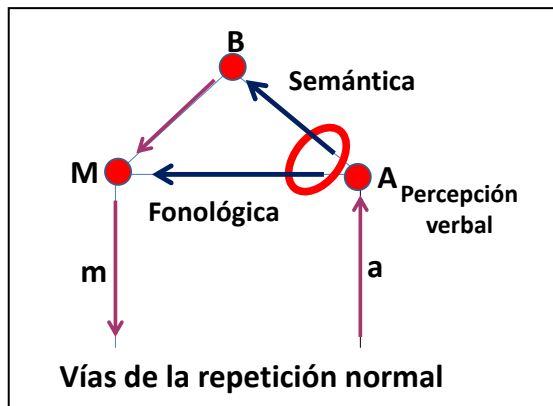 B
Semántica
M
A
Percepción
verbal
Fonológica
m
a
Vías de la repetición normal